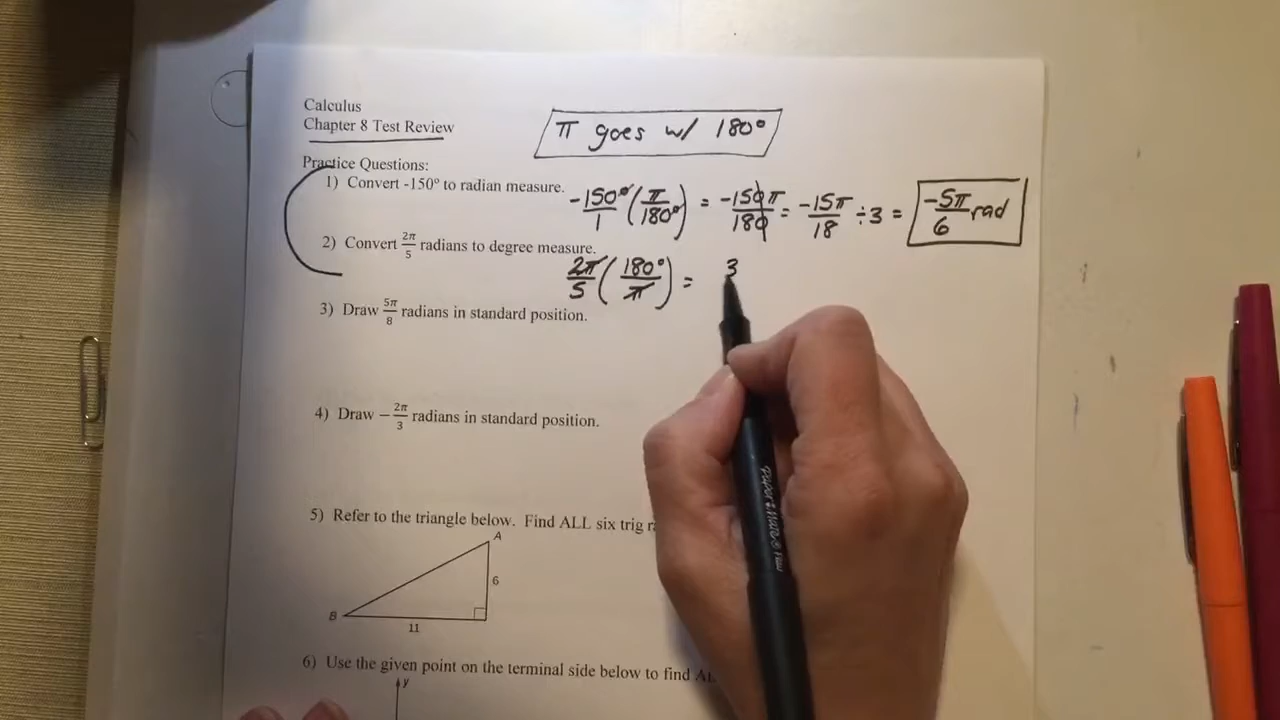 Calculus
Chapter 8 Test Review
π goes w/ 180°
Practice Questions:
1) Convert -150° to radian measure.
-150°/1 (π/180°) = -150π/180 = -15π/18 ÷3 = -5π/6 rad
2) Convert 2π/5 radians to degree measure.
2π/5 (180°/π) = 3
3) Draw 5π/8 radians in standard position.
4) Draw −2π/3 radians in standard position.
5) Refer to the triangle below. Find ALL six trig
A
6
B
11
6) Use the given point on the terminal side below to find
y